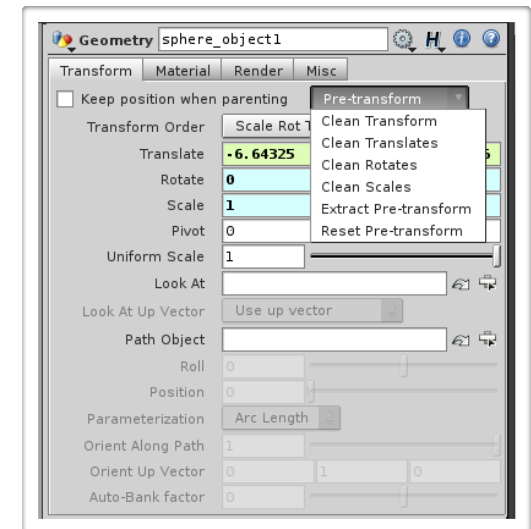 Geometry sphere_object1
Transform Material Render Misc
Keep position when parenting Pre-transform
Clean Transform
Clean Translates
Clean Rotates
Clean Scales
Extract Pre-transform
Reset Pre-transform
Transform Order Scale Rot T
Translate -6.64325
Rotate 0
Scale 1
Pivot 0
Uniform Scale 1
Look At
Look At Up Vector Use up vector
Path Object
Roll 0
Position 0
Parameterization Arc Length
Orient Along Path 1
Orient Up Vector 0 1 0
Auto-Bank factor 0